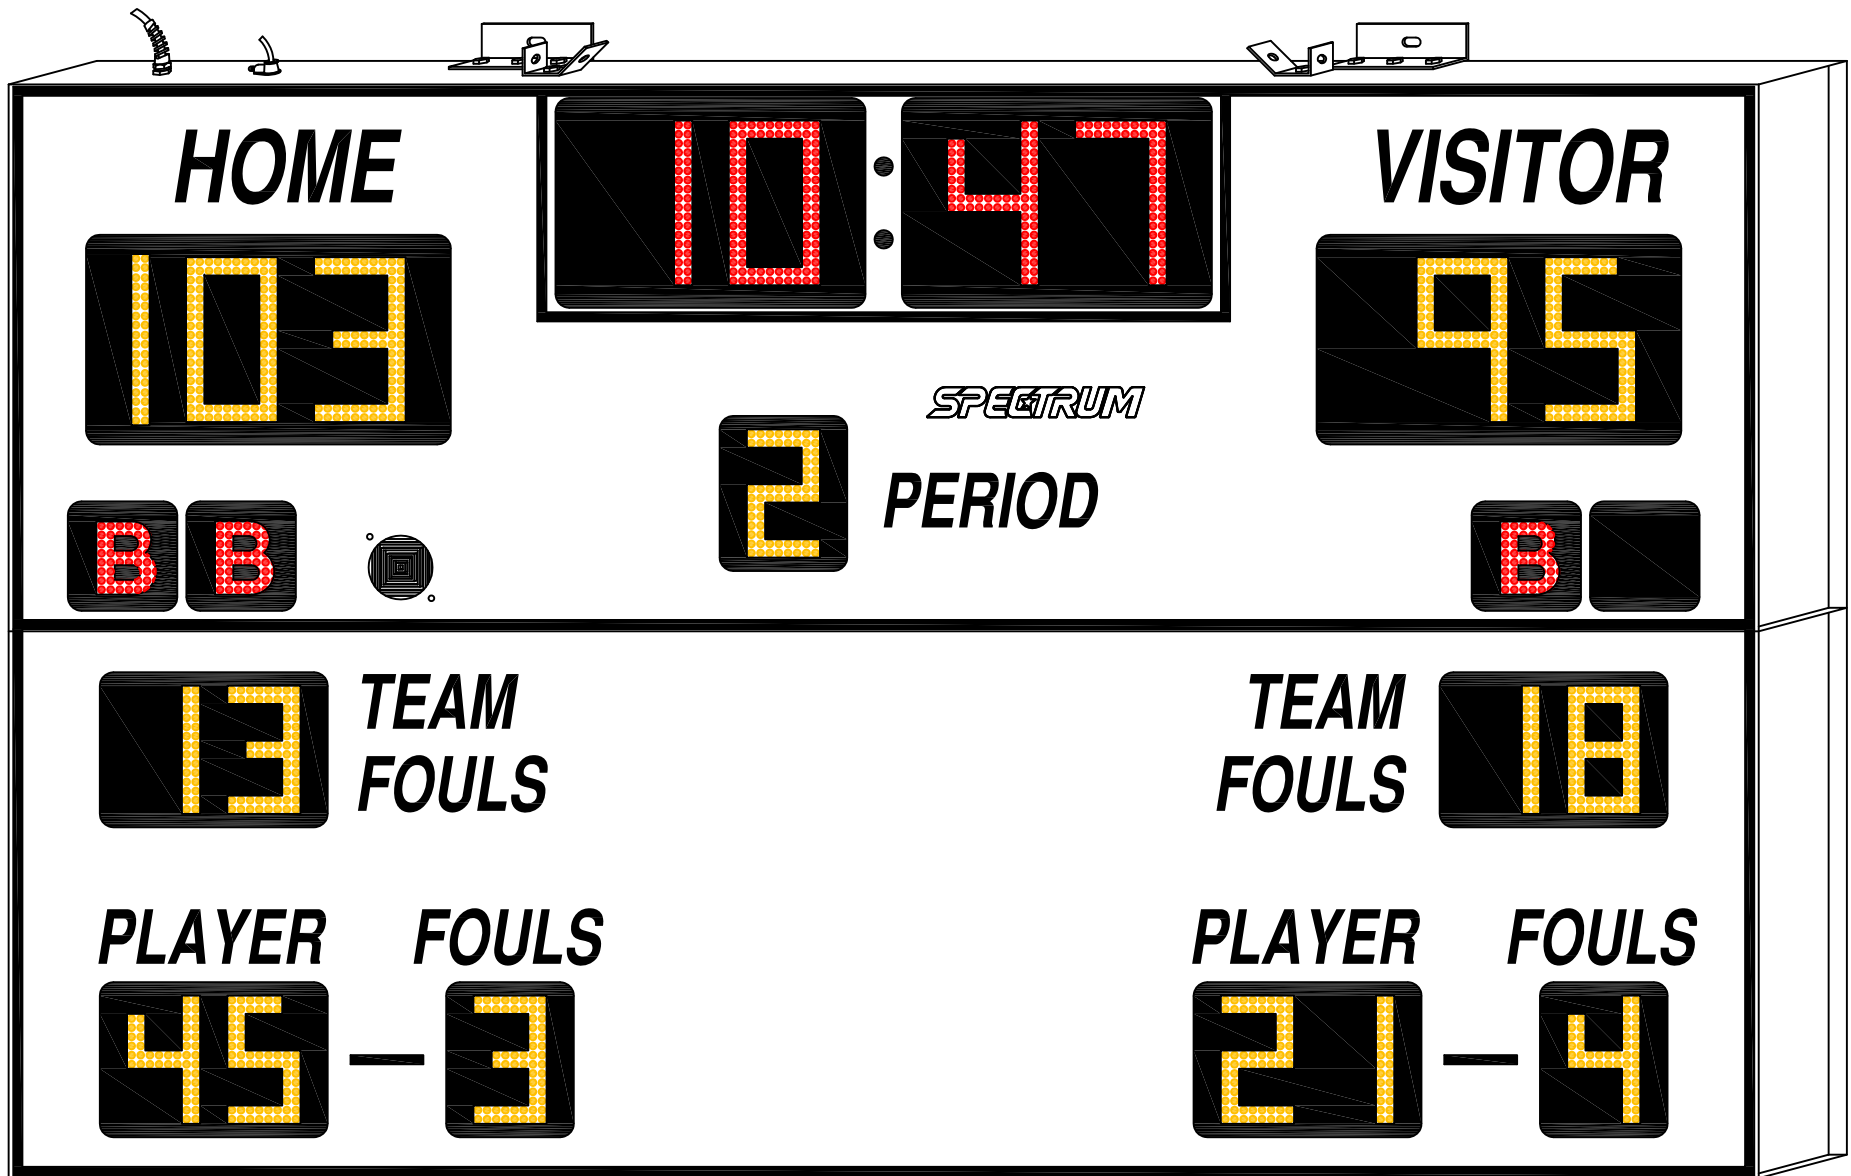 HOME 10:47 VISITOR
103 95
SPECTRUM
2 PERIOD
B B B
13 TEAM FOULS
TEAM FOULS 18
PLAYER FOULS PLAYER FOULS
45 - 3 21 - 4